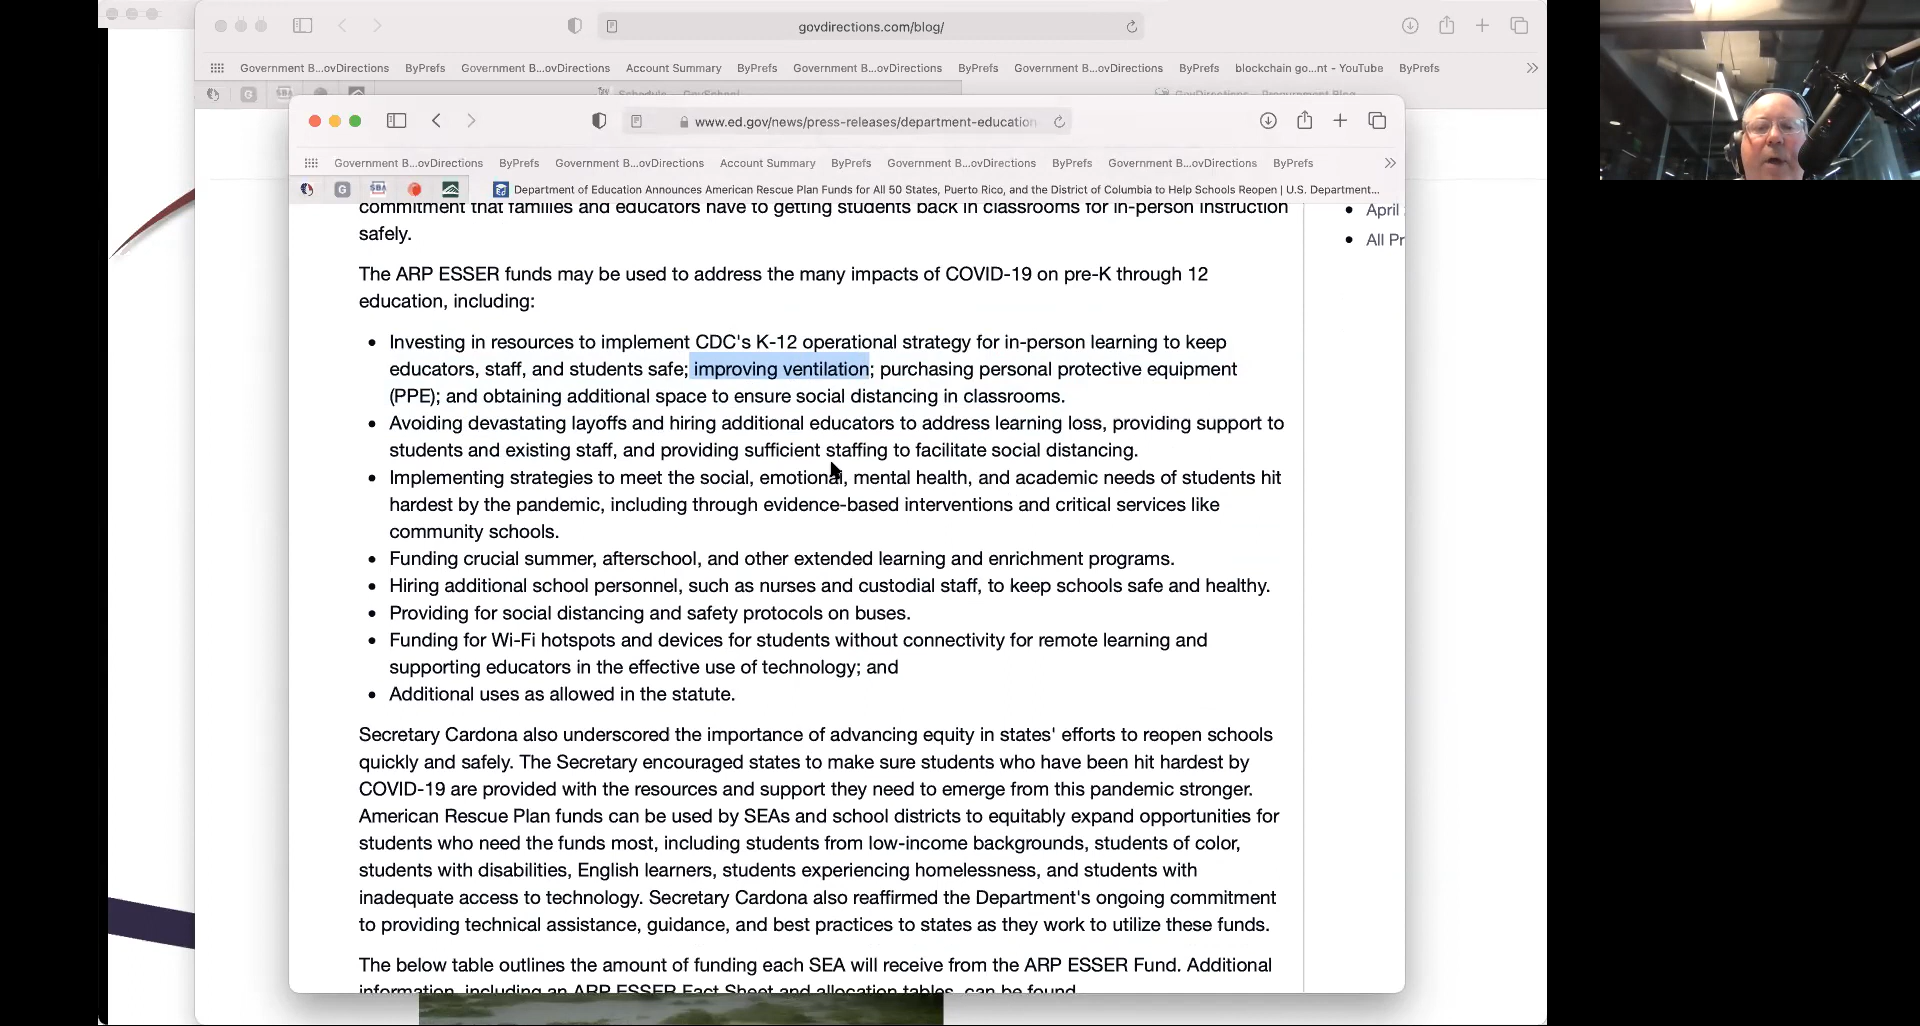 govdirections.com/blog/
Government B...ovDirections ByPrefs Government B...ovDirections Account Summary ByPrefs Government B...ovDirections ByPrefs Government B...ovDirections ByPrefs blockchain go...nt - YouTube ByPrefs
Schedule - GovSchool GovDirections - Procurement Blog
www.ed.gov/news/press-releases/department-education
Government B...ovDirections ByPrefs Government B...ovDirections Account Summary ByPrefs Government B...ovDirections ByPrefs Government B...ovDirections ByPrefs
G SBA Department of Education Announces American Rescue Plan Funds for All 50 States, Puerto Rico, and the District of Columbia to Help Schools Reopen | U.S. Department...
commitment that families and educators have to getting students back in classrooms for in-person instruction
safely.
The ARP ESSER funds may be used to address the many impacts of COVID-19 on pre-K through 12
education, including:
• Investing in resources to implement CDC's K-12 operational strategy for in-person learning to keep
educators, staff, and students safe; improving ventilation; purchasing personal protective equipment
(PPE); and obtaining additional space to ensure social distancing in classrooms.
• Avoiding devastating layoffs and hiring additional educators to address learning loss, providing support to
students and existing staff, and providing sufficient staffing to facilitate social distancing.
• Implementing strategies to meet the social, emotional, mental health, and academic needs of students hit
hardest by the pandemic, including through evidence-based interventions and critical services like
community schools.
• Funding crucial summer, afterschool, and other extended learning and enrichment programs.
• Hiring additional school personnel, such as nurses and custodial staff, to keep schools safe and healthy.
• Providing for social distancing and safety protocols on buses.
• Funding for Wi-Fi hotspots and devices for students without connectivity for remote learning and
supporting educators in the effective use of technology; and
• Additional uses as allowed in the statute.
Secretary Cardona also underscored the importance of advancing equity in states' efforts to reopen schools
quickly and safely. The Secretary encouraged states to make sure students who have been hit hardest by
COVID-19 are provided with the resources and support they need to emerge from this pandemic stronger.
American Rescue Plan funds can be used by SEAs and school districts to equitably expand opportunities for
students who need the funds most, including students from low-income backgrounds, students of color,
students with disabilities, English learners, students experiencing homelessness, and students with
inadequate access to technology. Secretary Cardona also reaffirmed the Department's ongoing commitment
to providing technical assistance, guidance, and best practices to states as they work to utilize these funds.
The below table outlines the amount of funding each SEA will receive from the ARP ESSER Fund. Additional
information, including an ARP ESSER Fact Sheet and allocation tables, can be found
• April
• All Pr